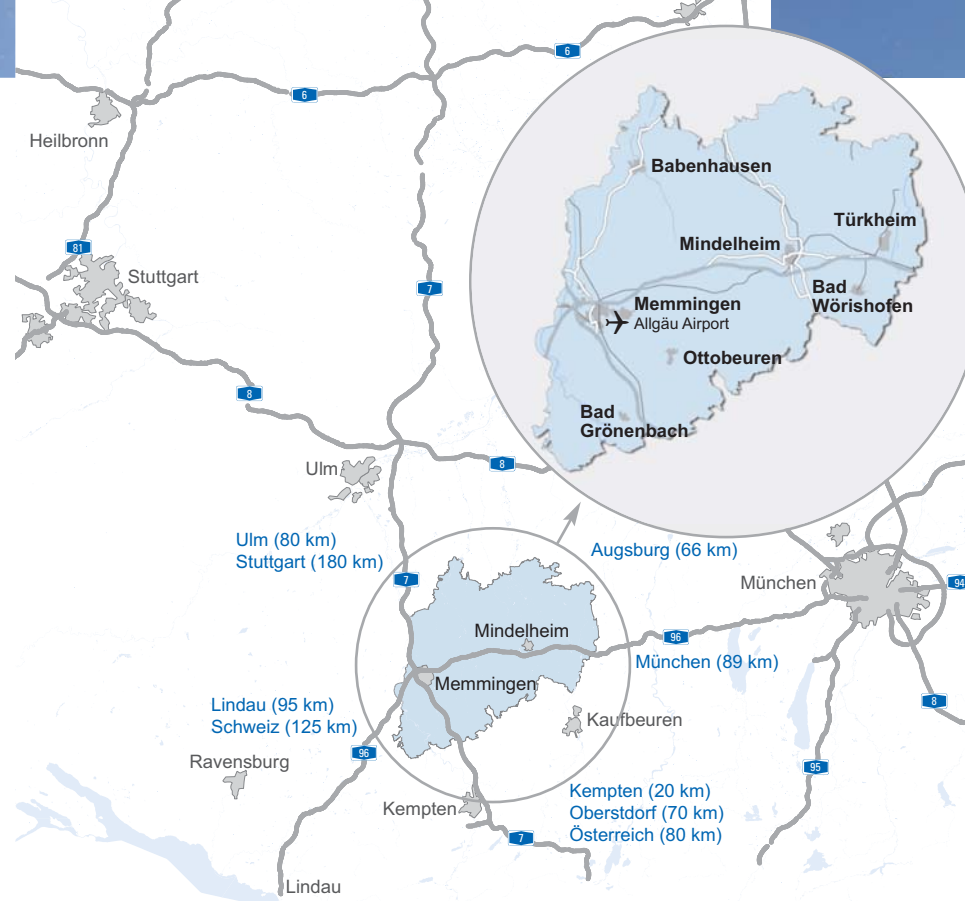 6
6
Heilbronn
Babenhausen
Türkheim
Mindelheim
81
Stuttgart
7
Bad
Wörishofen
Memmingen
Allgäu Airport
Ottobeuren
8
Bad
Grönenbach
Ulm
8
Ulm (80 km)
Stuttgart (180 km)
Augsburg (66 km)
7
München
94
Mindelheim
96
München (89 km)
Memmingen
Lindau (95 km)
Schweiz (125 km)
8
Kaufbeuren
96
Ravensburg
95
Kempten
Kempten (20 km)
Oberstdorf (70 km)
Österreich (80 km)
7
Lindau